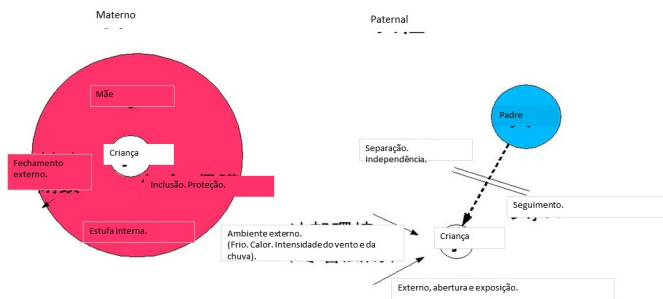 Materno
Paternal
Mãe
Padre
Criança
Separação.
Independência.
Fechamento
externo.
Inclusão. Proteção.
Seguimento.
Estufa interna.
Ambiente externo.
(Frio. Calor. Intensidade do vento e da
chuva).
Criança
Externo, abertura e exposição.